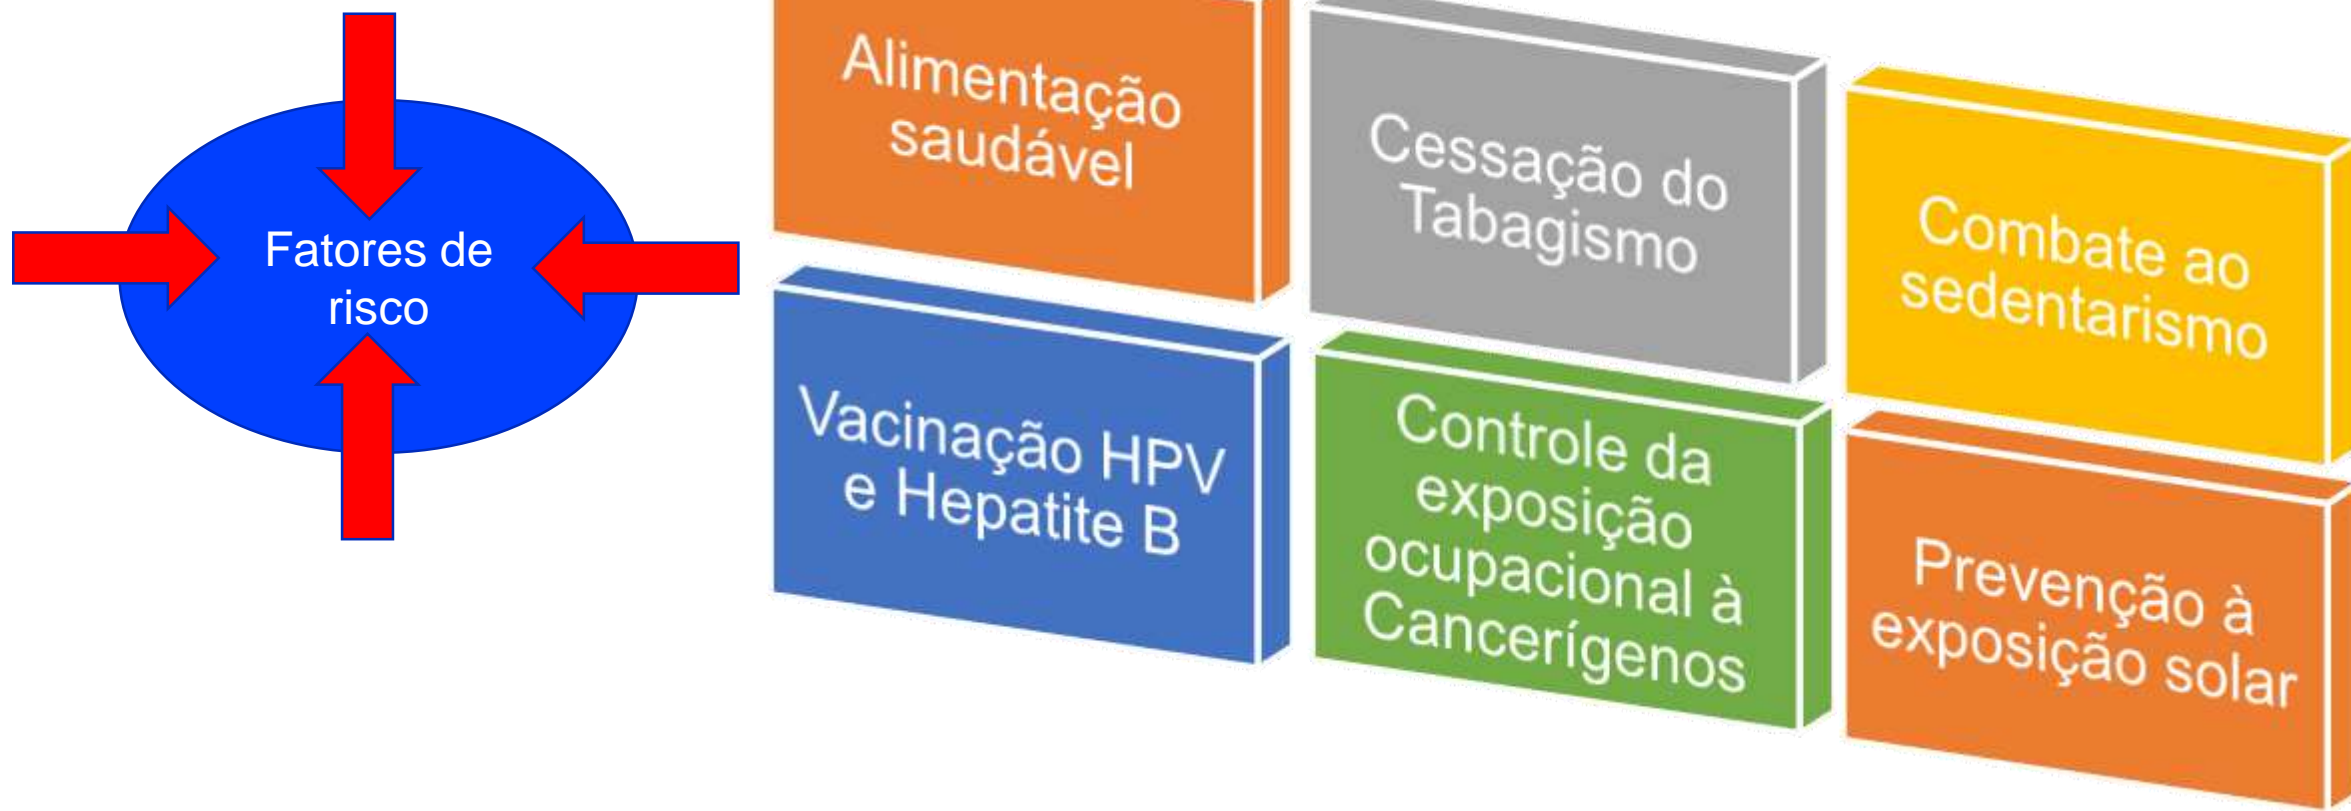 Fatores de
risco
Alimentação
saudável
Cessação do
Tabagismo
Combate ao
sedentarismo
Vacinação HPV
e Hepatite B
Controle da
exposição
ocupacional à
Cancerígenos
Prevenção à
exposição solar